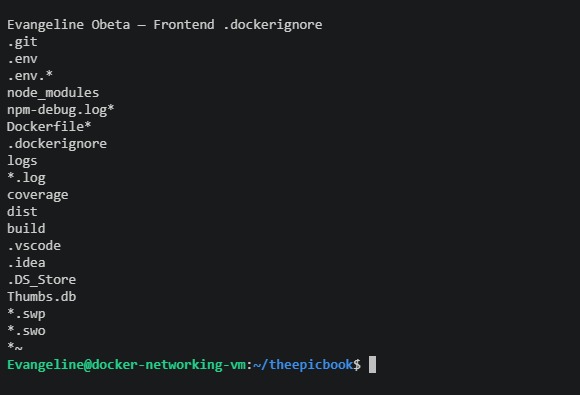 Evangeline Obeta — Frontend .dockerignore
.git
.env
.env.*
node_modules
npm-debug.log*
Dockerfile*
.dockerignore
logs
*.log
coverage
dist
build
.vscode
.idea
.DS_Store
Thumbs.db
*.swp
*.swo
*~
Evangeline@docker-networking-vm:~/theepicbook$